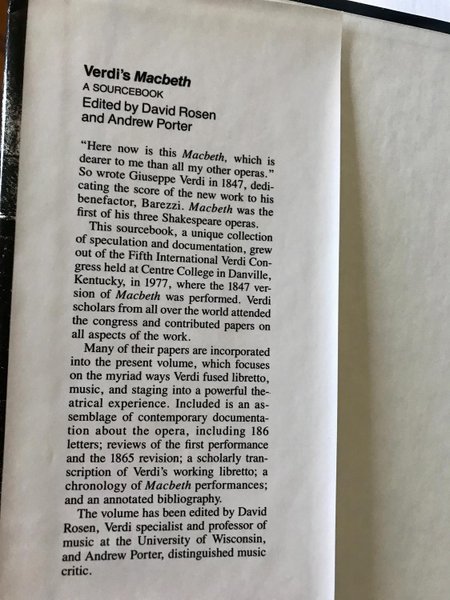 Verdi's Macbeth
A SOURCEBOOK
Edited by David Rosen
and Andrew Porter
"Here now is this Macbeth, which is
dearer to me than all my other operas."
So wrote Giuseppe Verdi in 1847, dedi-
cating the score of the new work to his
benefactor, Barezzi. Macbeth was the
first of his three Shakespeare operas.
This sourcebook, a unique collection
of speculation and documentation, grew
out of the Fifth International Verdi Con-
gress held at Centre College in Danville,
Kentucky, in 1977, where the 1847 ver-
sion of Macbeth was performed. Verdi
scholars from all over the world attended
the congress and contributed papers on
all aspects of the work.
Many of their papers are incorporated
into the present volume, which focuses
on the myriad ways Verdi fused libretto,
music, and staging into a powerful the-
atrical experience. Included is an as-
semblage of contemporary documenta-
tion about the opera, including 186
letters; reviews of the first performance
and the 1865 revision; a scholarly tran-
scription of Verdi's working libretto; a
chronology of Macbeth performances;
and an annotated bibliography.
The volume has been edited by David
Rosen, Verdi specialist and professor of
music at the University of Wisconsin,
and Andrew Porter, distinguished music
critic.